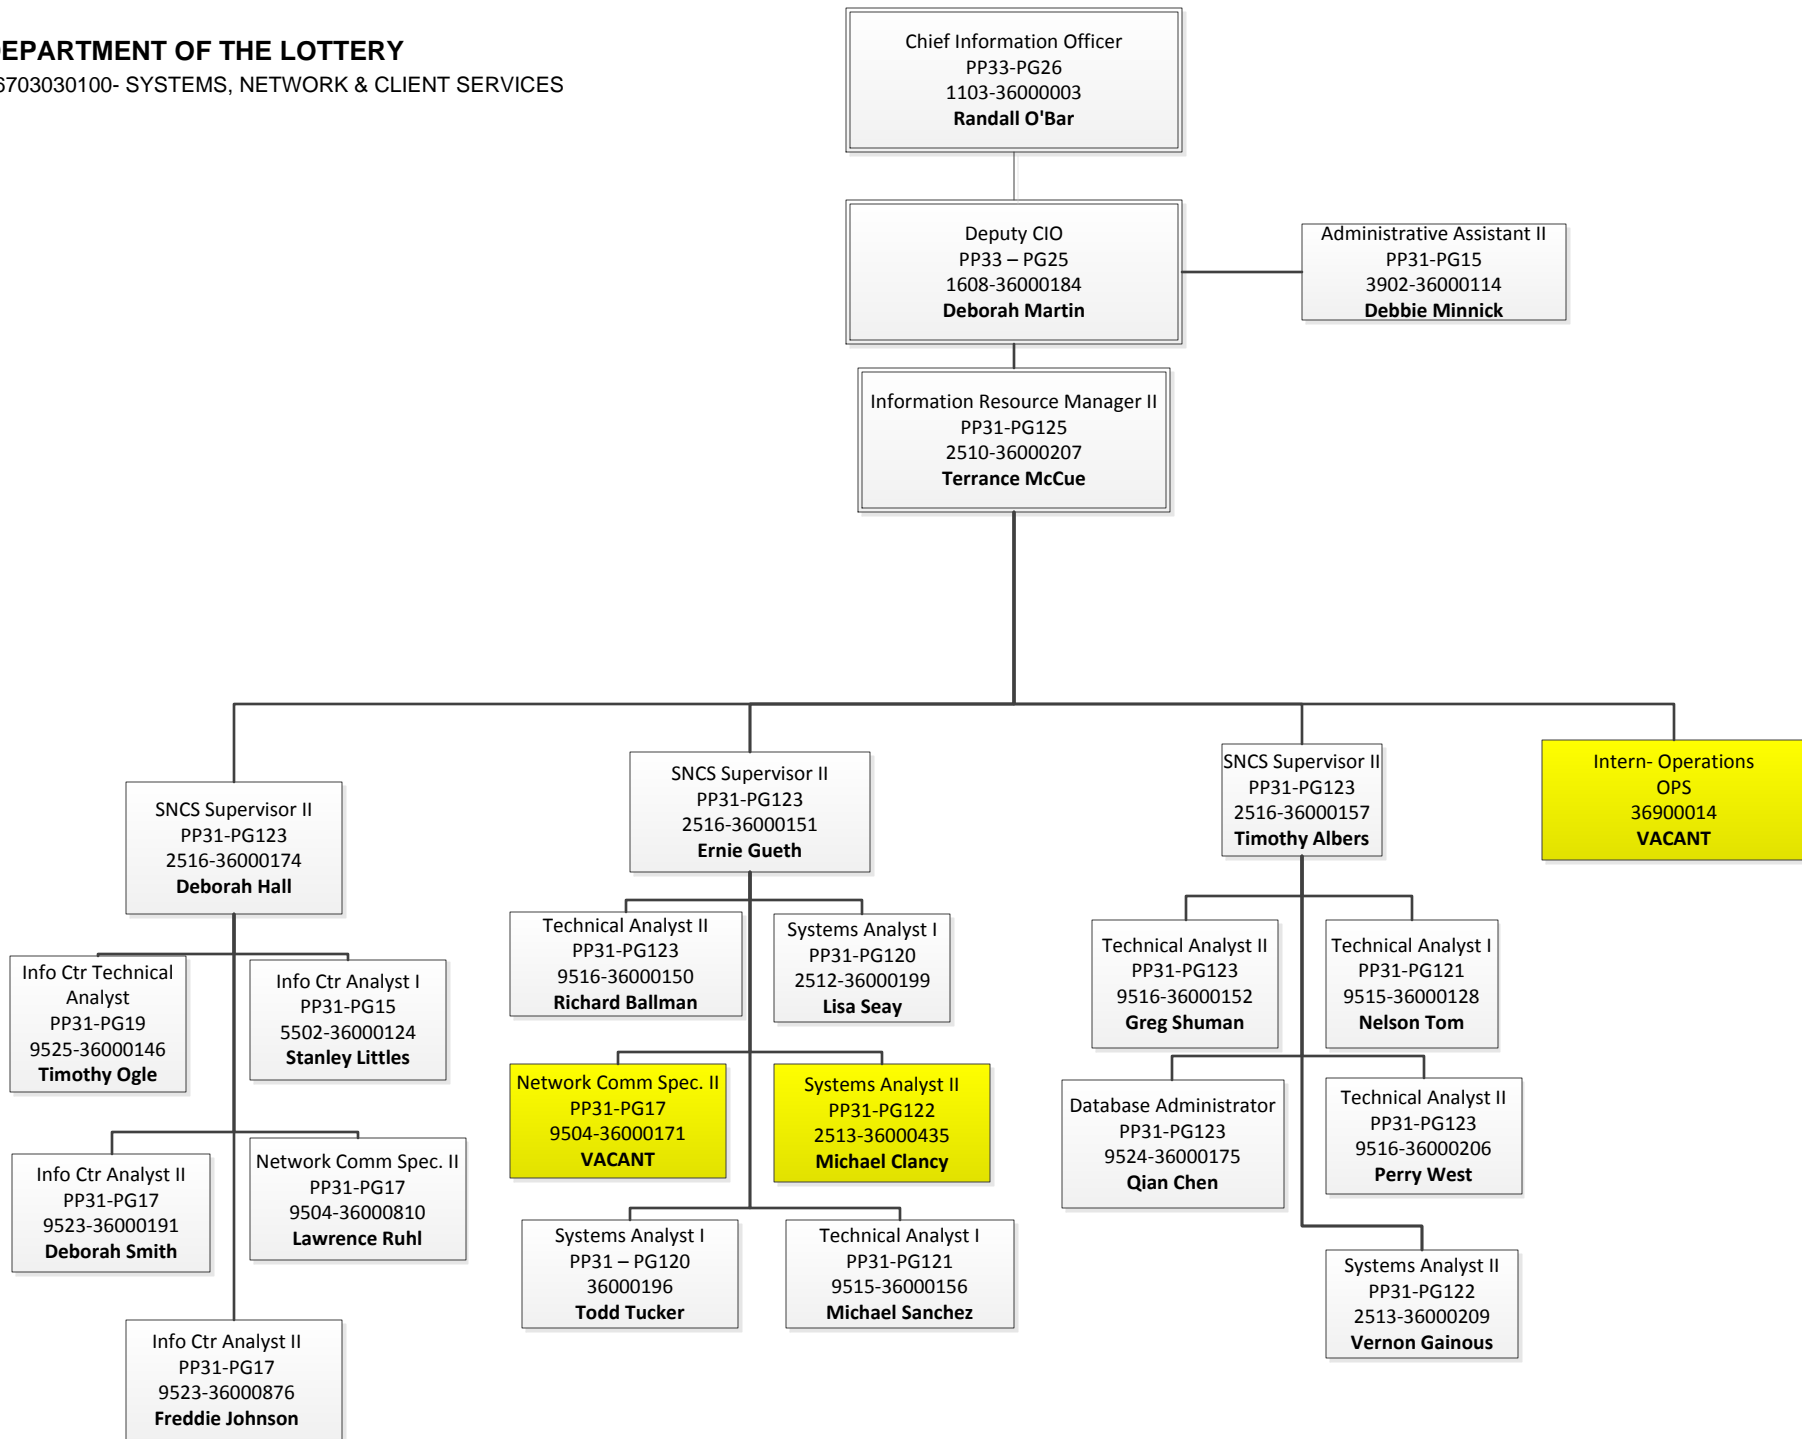 DEPARTMENT OF THE LOTTERY
6703030100- SYSTEMS, NETWORK & CLIENT SERVICES
Chief Information Officer
PP33-PG26
1103-36000003
Randall O'Bar
Deputy CIO
PP33 – PG25
1608-36000184
Deborah Martin
Administrative Assistant II
PP31-PG15
3902-36000114
Debbie Minnick
Information Resource Manager II
PP31-PG125
2510-36000207
Terrance McCue
SNCS Supervisor II
PP31-PG123
2516-36000174
Deborah Hall
SNCS Supervisor II
PP31-PG123
2516-36000151
Ernie Gueth
SNCS Supervisor II
PP31-PG123
2516-36000157
Timothy Albers
Intern- Operations
OPS
36900014
VACANT
Info Ctr Technical
Analyst
PP31-PG19
9525-36000146
Timothy Ogle
Info Ctr Analyst I
PP31-PG15
5502-36000124
Stanley Littles
Info Ctr Analyst II
PP31-PG17
9523-36000191
Deborah Smith
Network Comm Spec. II
PP31-PG17
9504-36000810
Lawrence Ruhl
Info Ctr Analyst II
PP31-PG17
9523-36000876
Freddie Johnson
Technical Analyst II
PP31-PG123
9516-36000150
Richard Ballman
Systems Analyst I
PP31-PG120
2512-36000199
Lisa Seay
Network Comm Spec. II
PP31-PG17
9504-36000171
VACANT
Systems Analyst II
PP31-PG122
2513-36000435
Michael Clancy
Systems Analyst I
PP31 – PG120
36000196
Todd Tucker
Technical Analyst I
PP31-PG121
9515-36000156
Michael Sanchez
Technical Analyst II
PP31-PG123
9516-36000152
Greg Shuman
Technical Analyst I
PP31-PG121
9515-36000128
Nelson Tom
Database Administrator
PP31-PG123
9524-36000175
Qian Chen
Technical Analyst II
PP31-PG123
9516-36000206
Perry West
Systems Analyst II
PP31-PG122
2513-36000209
Vernon Gainous